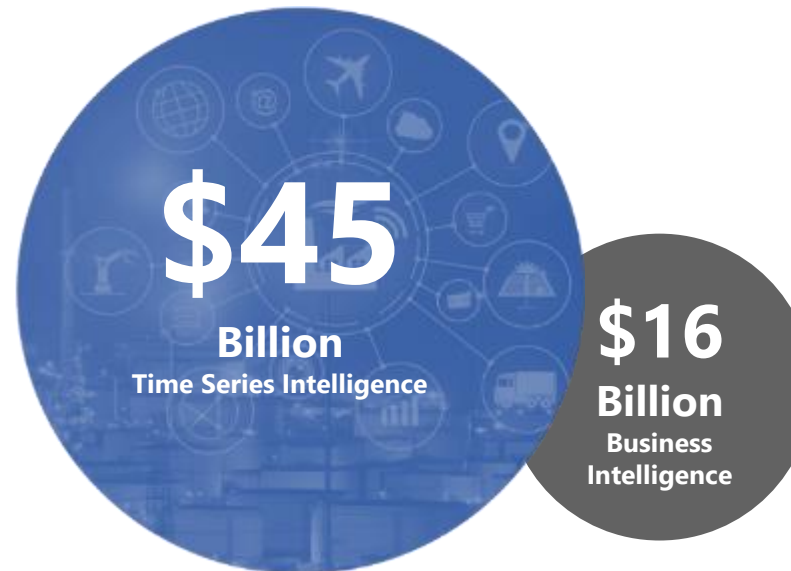 $45
Billion
Time Series Intelligence
$16
Billion
Business
Intelligence